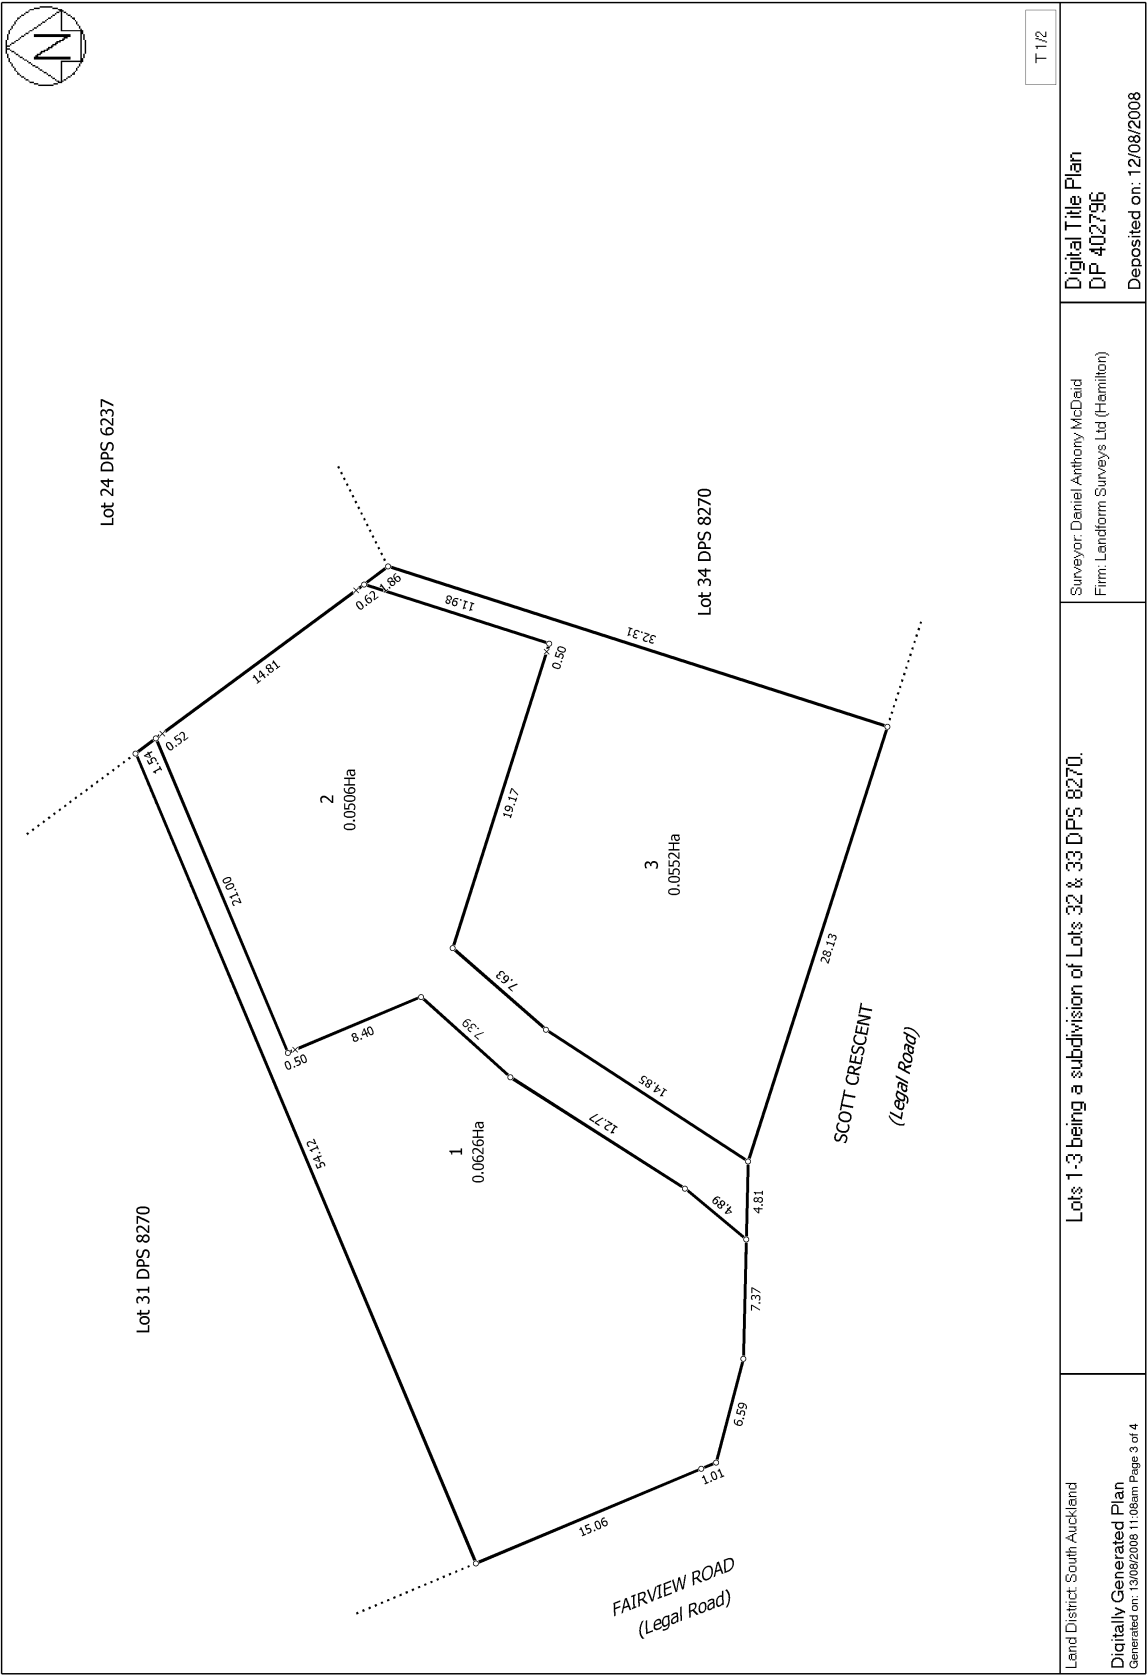 N
T 1/2
Lot 24 DPS 6237
Lot 34 DPS 8270
Lot 31 DPS 8270
1.54
0.52
14.81
0.62
1.86
11.98
0.50
32.31
21.00
2
0.0506Ha
19.17
3
0.0552Ha
0.50
8.40
7.39
7.63
54.12
1
0.0626Ha
12.77
14.85
28.13
4.89
4.81
7.37
6.59
1.01
15.06
SCOTT CRESCENT
(Legal Road)
FAIRVIEW ROAD
(Legal Road)
Land District: South Auckland
Digitally Generated Plan
Generated on: 13/08/2008 11:08am Page 3 of 4
Lots 1-3 being a subdivision of Lots 32 & 33 DPS 8270.
Surveyor: Daniel Anthony McDaid
Firm: Landform Surveys Ltd (Hamilton)
Digital Title Plan
DP 402796
Deposited on: 12/08/2008